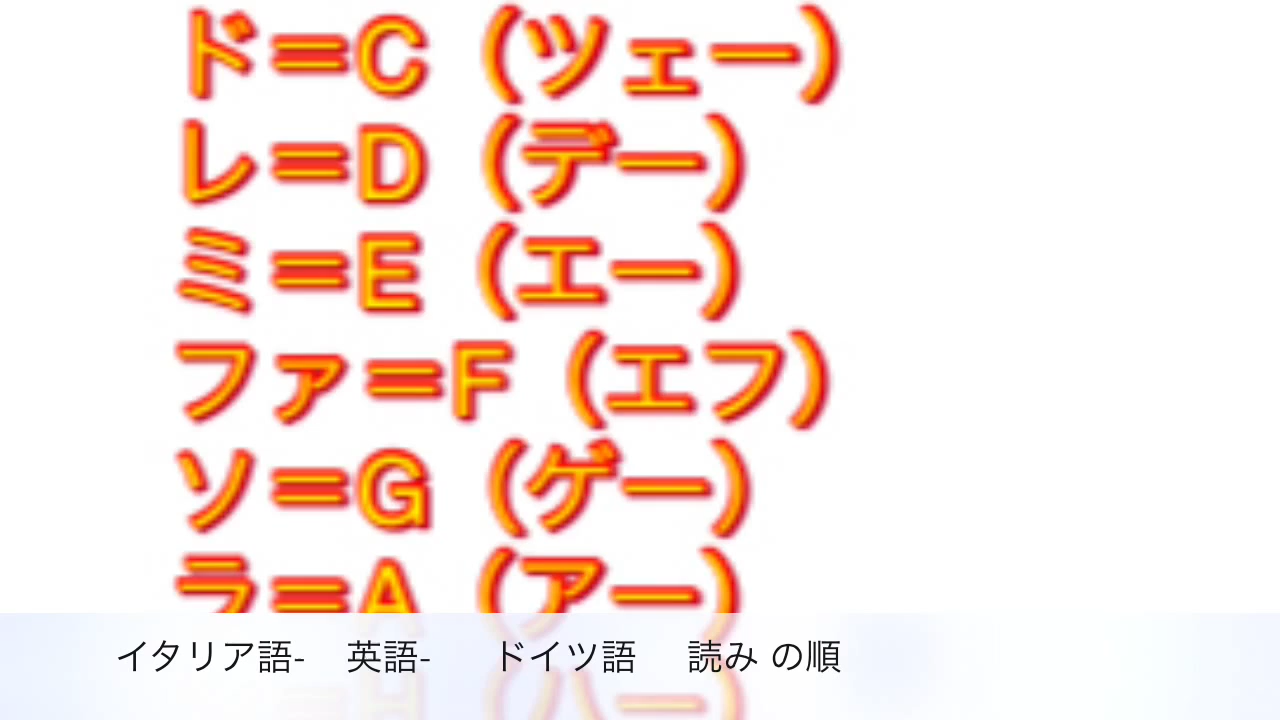 ド=C（ツェー）
レ=D（デー）
ミ=E（エー）
ファ=F（エフ）
ソ=G（ゲー）
ラ=A（アー）
イタリア語- 英語- ドイツ語 読み の順